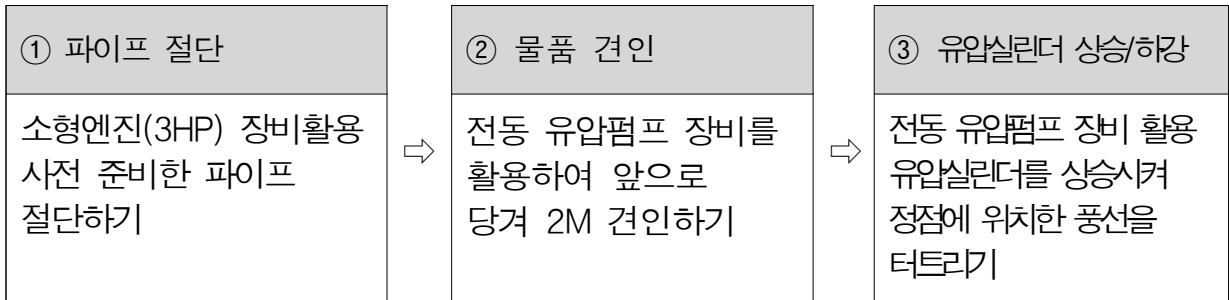 ① 파이프 절단
소형엔진(3HP) 장비활용
사전 준비한 파이프
절단하기
⇨
② 물품 견인
전동 유압펌프 장비를
활용하여 앞으로
당겨 2M 견인하기
⇨
③ 유압실린더 상승/하강
전동 유압펌프 장비 활용
유압실린더를 상승시켜
정점에 위치한 풍선을
터트리기